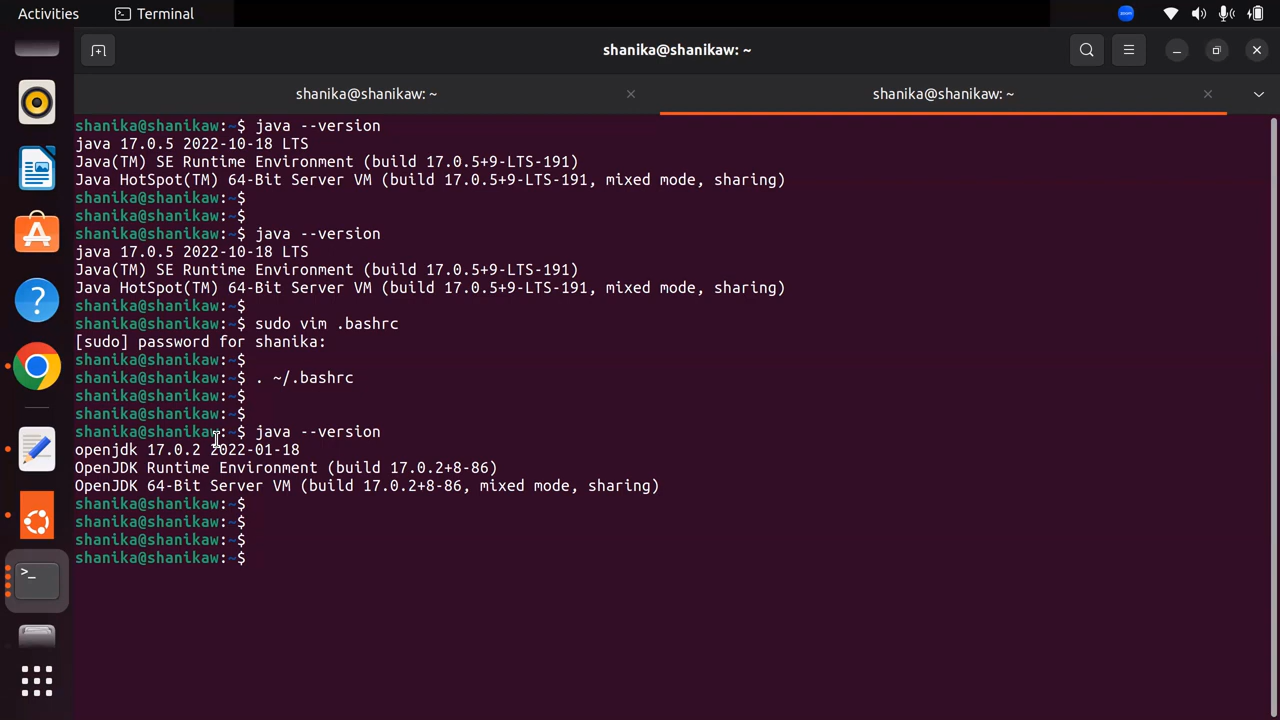 Activities
Terminal
zoom
shanika@shanikaw: ~
shanika@shanikaw: ~
shanika@shanikaw: ~
shanika@shanikaw:~$ java --version
java 17.0.5 2022-10-18 LTS
Java(TM) SE Runtime Environment (build 17.0.5+9-LTS-191)
Java HotSpot(TM) 64-Bit Server VM (build 17.0.5+9-LTS-191, mixed mode, sharing)
shanika@shanikaw:~$
shanika@shanikaw:~$
shanika@shanikaw:~$ java --version
java 17.0.5 2022-10-18 LTS
Java(TM) SE Runtime Environment (build 17.0.5+9-LTS-191)
Java HotSpot(TM) 64-Bit Server VM (build 17.0.5+9-LTS-191, mixed mode, sharing)
shanika@shanikaw:~$
shanika@shanikaw:~$ sudo vim .bashrc
[sudo] password for shanika:
shanika@shanikaw:~$
shanika@shanikaw:~$ . ~/.bashrc
shanika@shanikaw:~$
shanika@shanikaw:~$
shanika@shanikaw:~$ java --version
openjdk 17.0.2 2022-01-18
OpenJDK Runtime Environment (build 17.0.2+8-86)
OpenJDK 64-Bit Server VM (build 17.0.2+8-86, mixed mode, sharing)
shanika@shanikaw:~$
shanika@shanikaw:~$
shanika@shanikaw:~$
shanika@shanikaw:~$